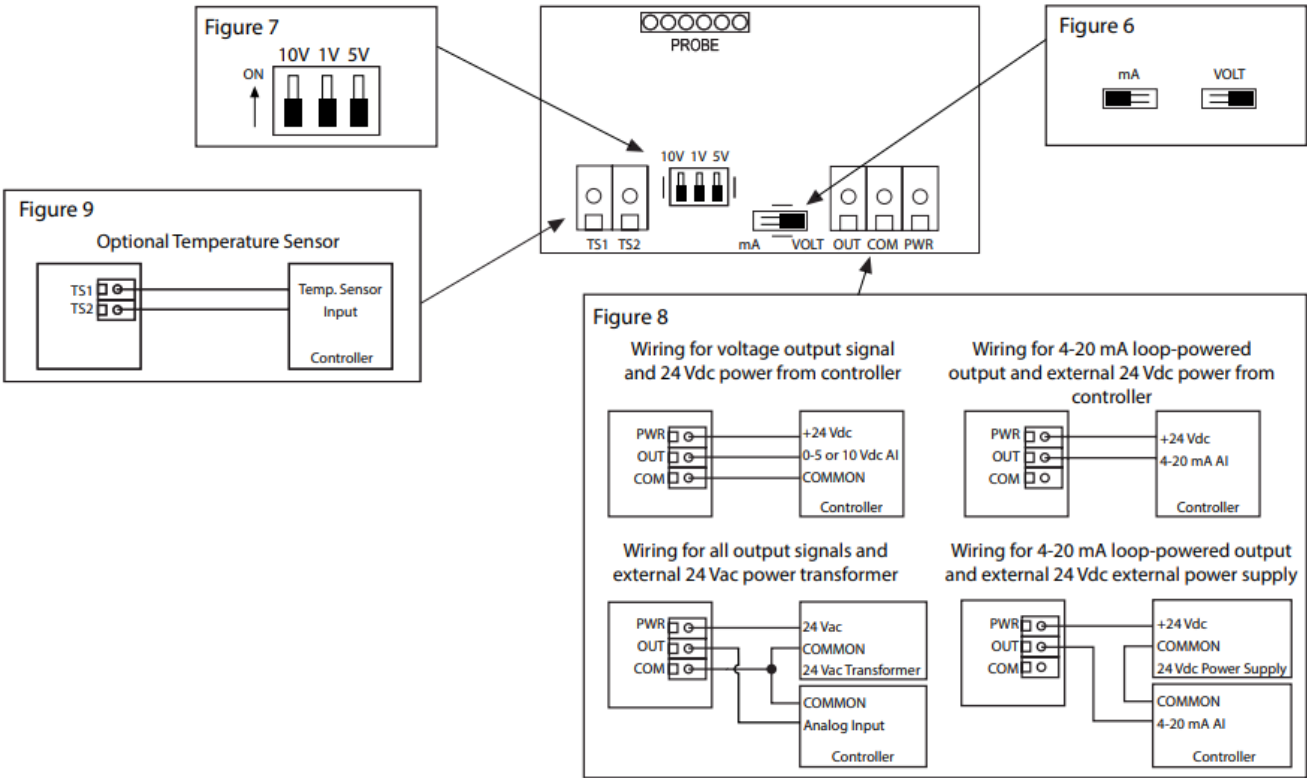 Figure 7
10V 1V 5V
ON
PROBE
Figure 6
mA
VOLT
10V 1V 5V
TS1 TS2
mA VOLT OUT COM PWR
Figure 9
Optional Temperature Sensor
TS1
TS2
Temp. Sensor
Input
Controller
Figure 8
Wiring for voltage output signal
and 24 Vdc power from controller
PWR
OUT
COM
+24 Vdc
0-5 or 10 Vdc AI
COMMON
Controller
Wiring for 4-20 mA loop-powered
output and external 24 Vdc power from
controller
PWR
OUT
COM
+24 Vdc
4-20 mA AI
Controller
Wiring for all output signals and
external 24 Vac power transformer
PWR
OUT
COM
24 Vac
COMMON
24 Vac Transformer
COMMON
Analog Input
Controller
Wiring for 4-20 mA loop-powered output
and external 24 Vdc external power supply
PWR
OUT
COM
+24 Vdc
COMMON
24 Vdc Power Supply
COMMON
4-20 mA AI
Controller